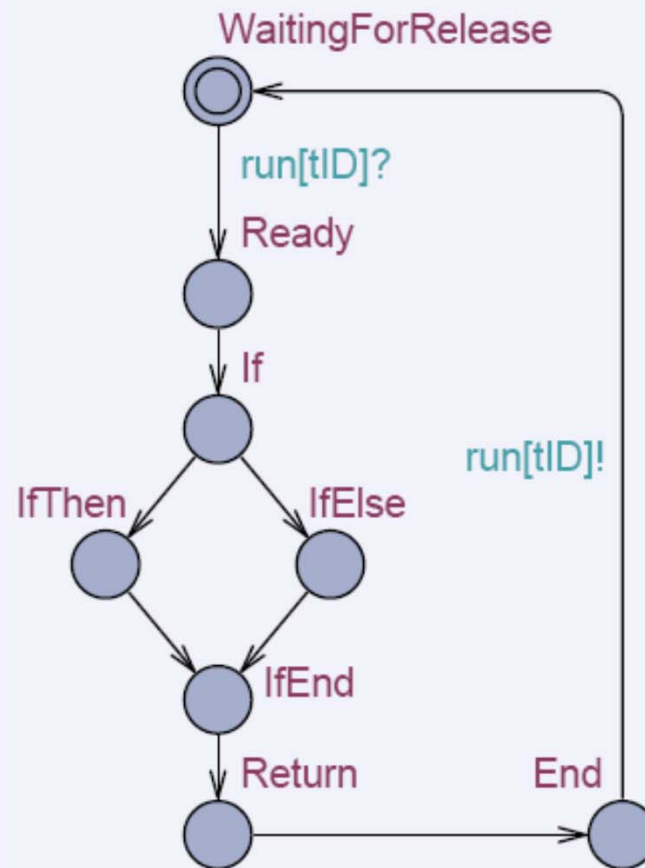 WaitingForRelease
run[tID]?
Ready
If
run[tID]!
IfThen
IfElse
IfEnd
Return
End